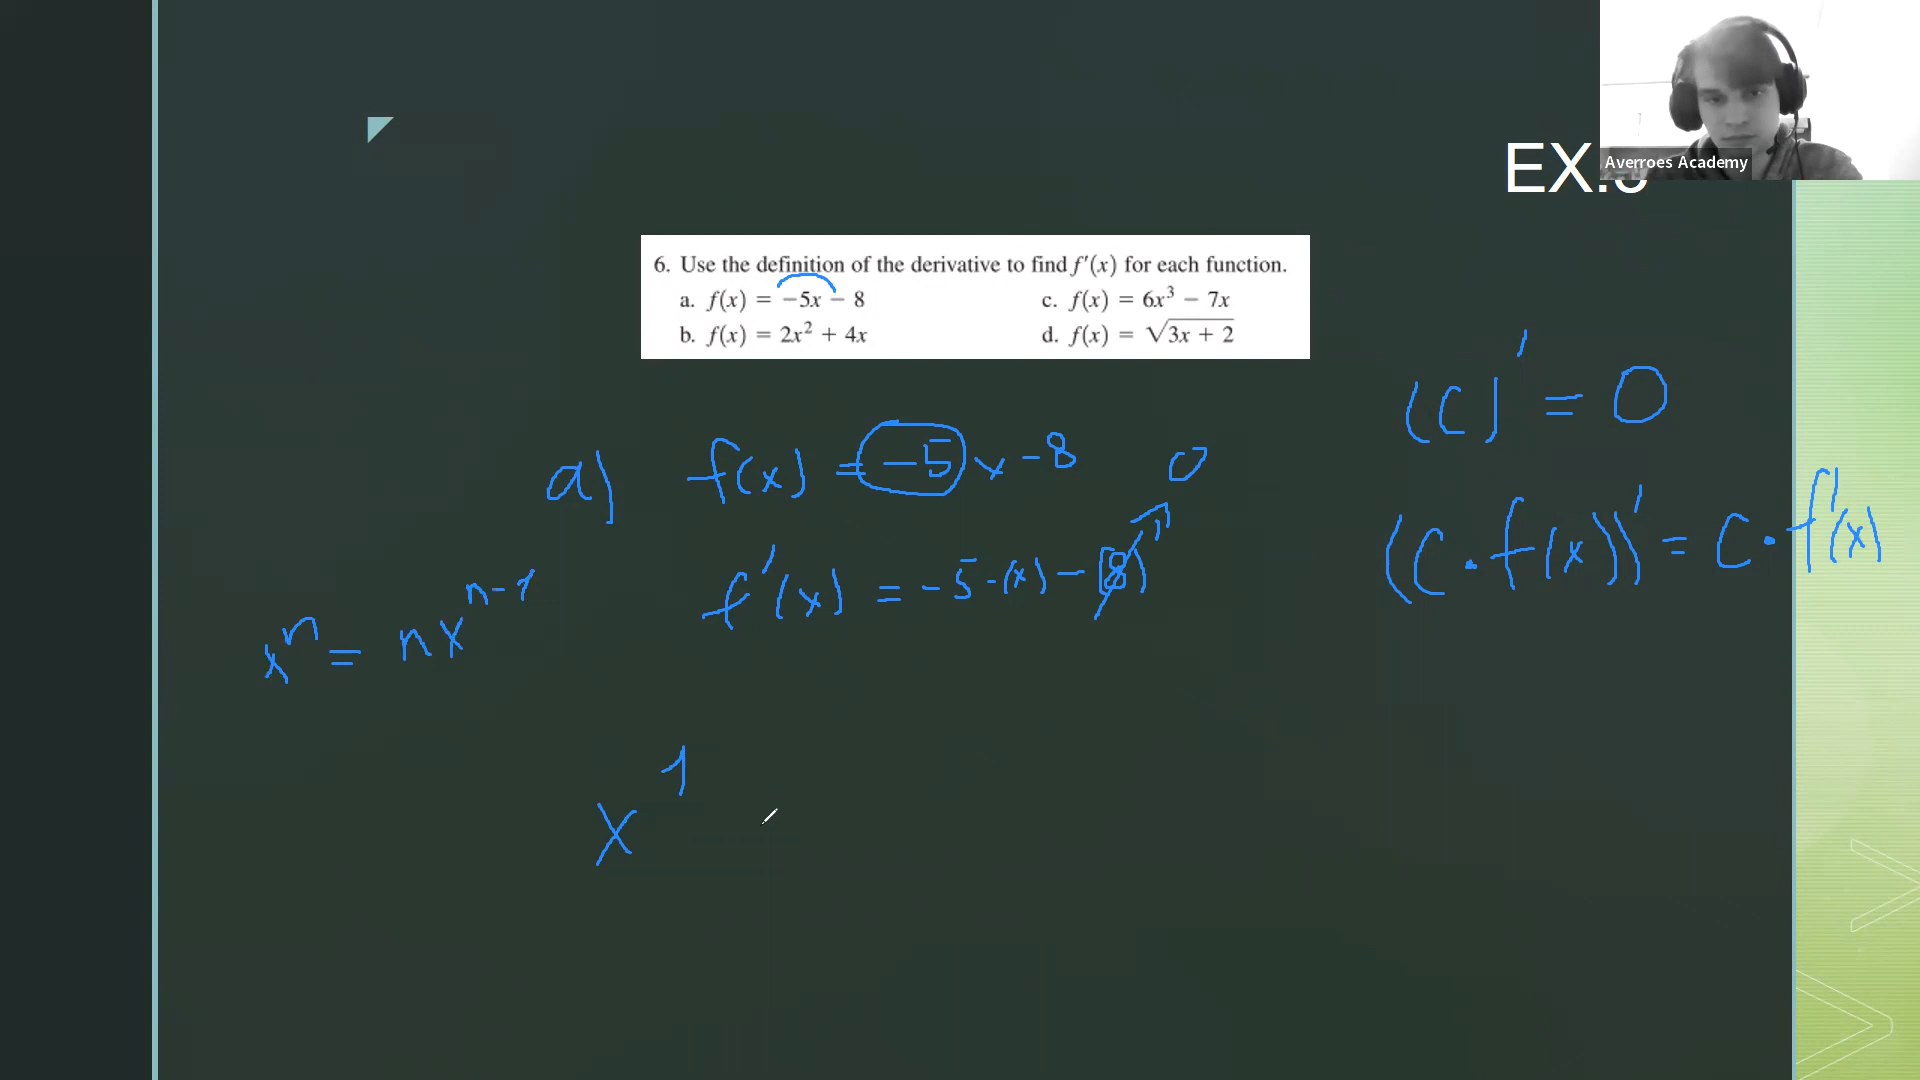 EX.
Averroes Academy
6. Use the definition of the derivative to find f'(x) for each function.
a. f(x) = −5x − 8
c. f(x) = 6x³ − 7x
b. f(x) = 2x² + 4x
d. f(x) = √3x + 2
(C)' = 0
a) f(x) = -5x -8
0
(C·f(x))' = C·f'(x)
f'(x) = -5·(x) - (8)'
xⁿ = nxⁿ⁻¹
x¹